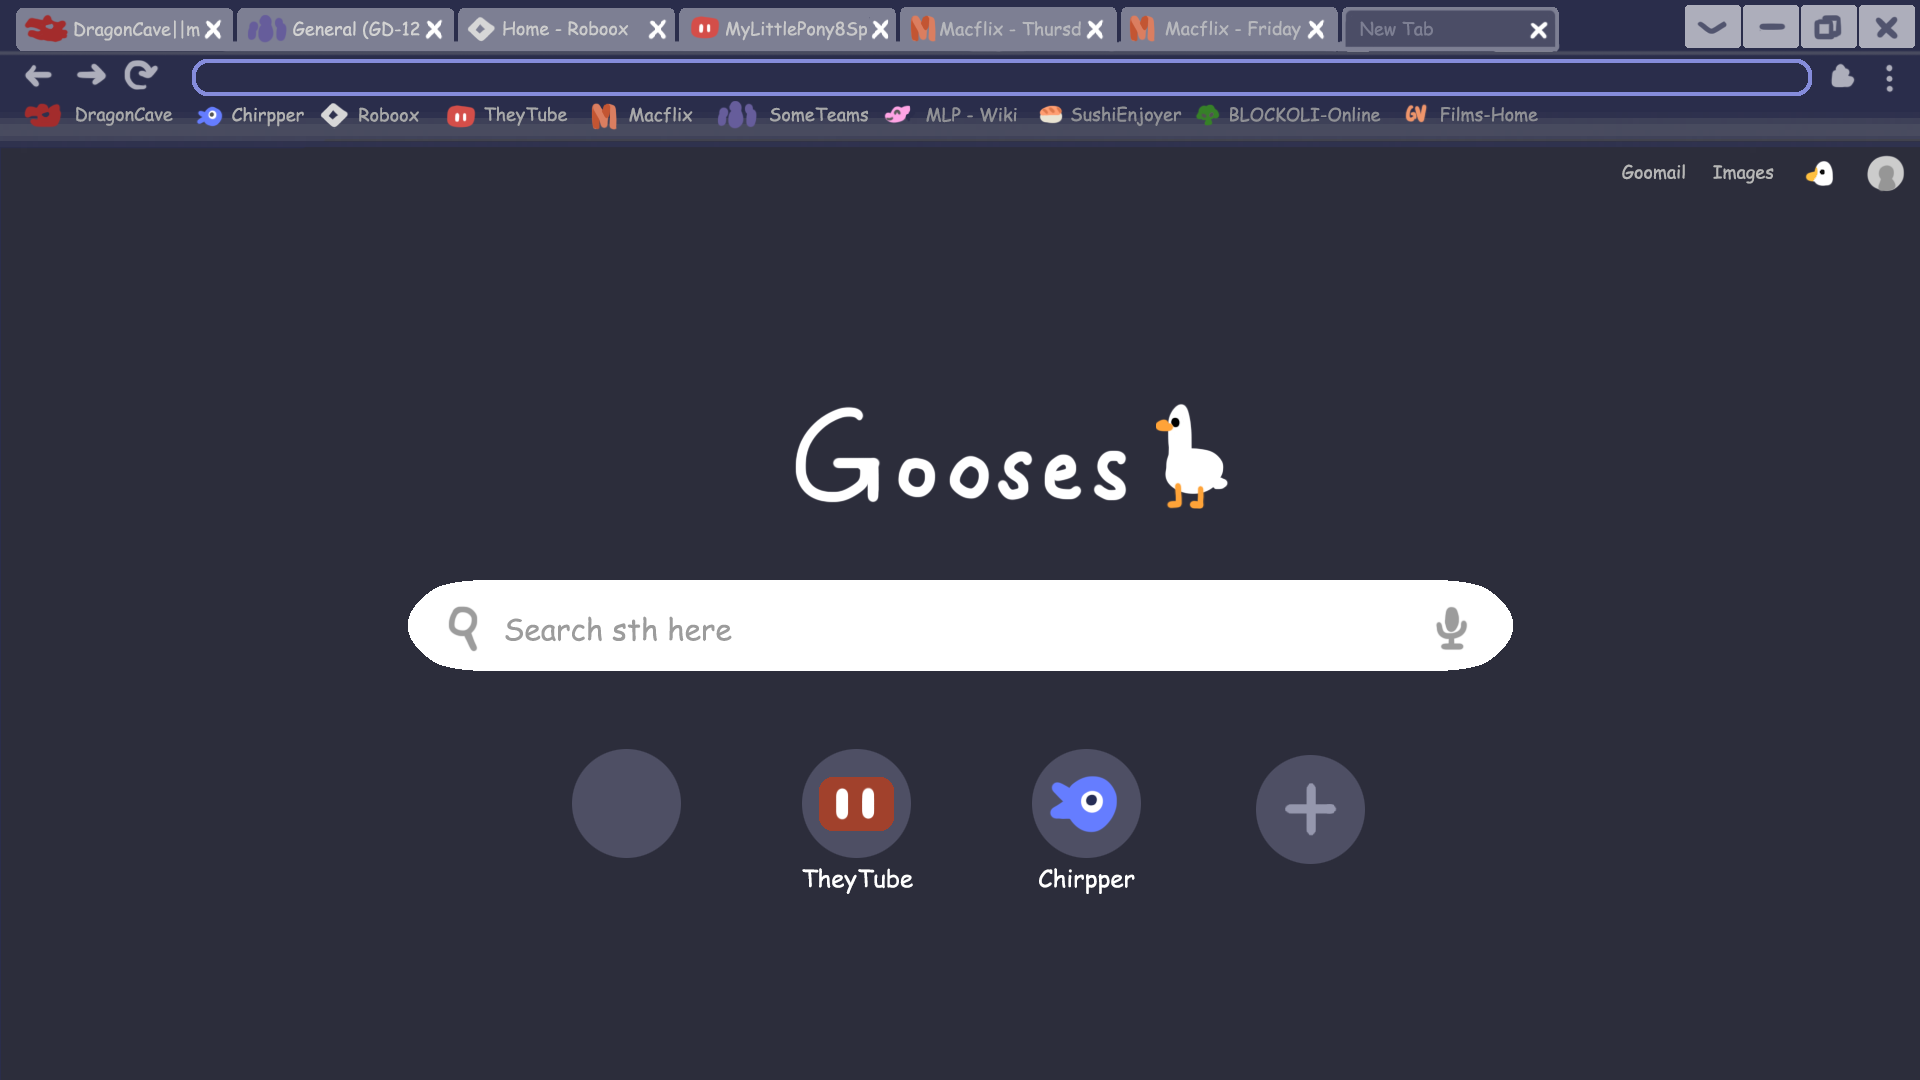 DragonCave||m
General (GD-12
Home - Roboox
MyLittlePony8Sp
Macflix - Thursd
Macflix - Friday
New Tab
DragonCave
Chirpper
Roboox
TheyTube
Macflix
SomeTeams
MLP - Wiki
SushiEnjoyer
BLOCKOLI-Online
GV
Films-Home
Goomail
Images
Gooses
Search sth here
TheyTube
Chirpper